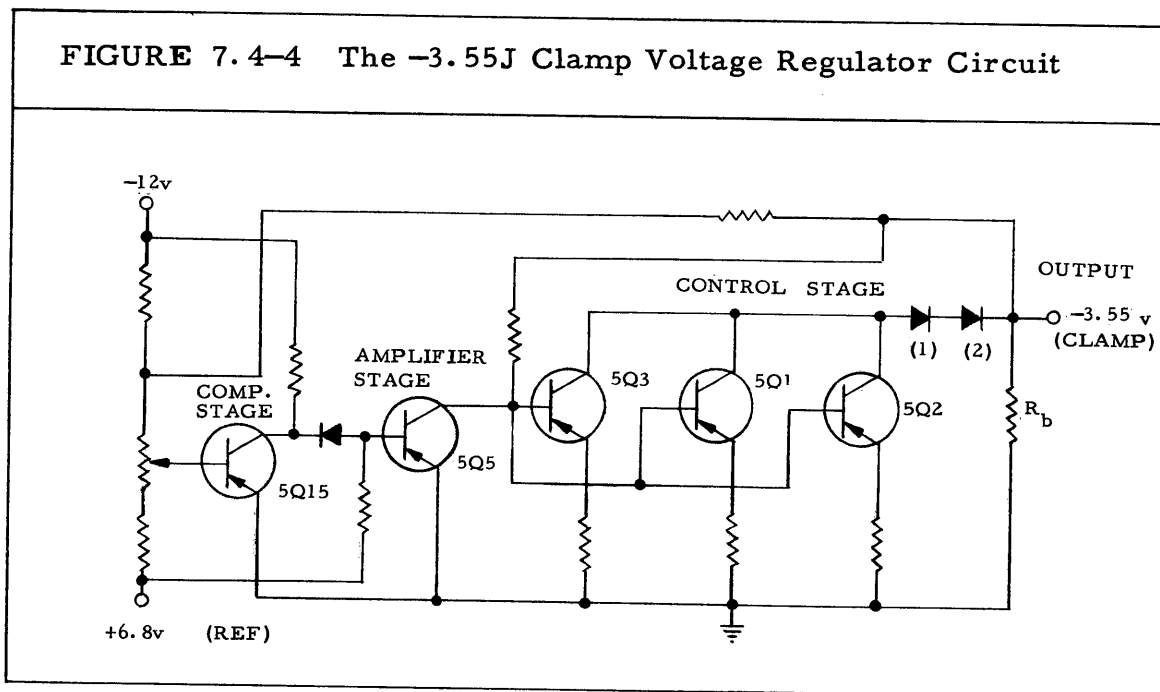 FIGURE 7.4-4 The -3.55J Clamp Voltage Regulator Circuit
-12v
OUTPUT
CONTROL STAGE
-3.55 v
(CLAMP)
(1) (2)
AMPLIFIER
STAGE
COMP.
STAGE
5Q3
5Q1
5Q2
Rb
5Q5
5Q15
+6.8v (REF)